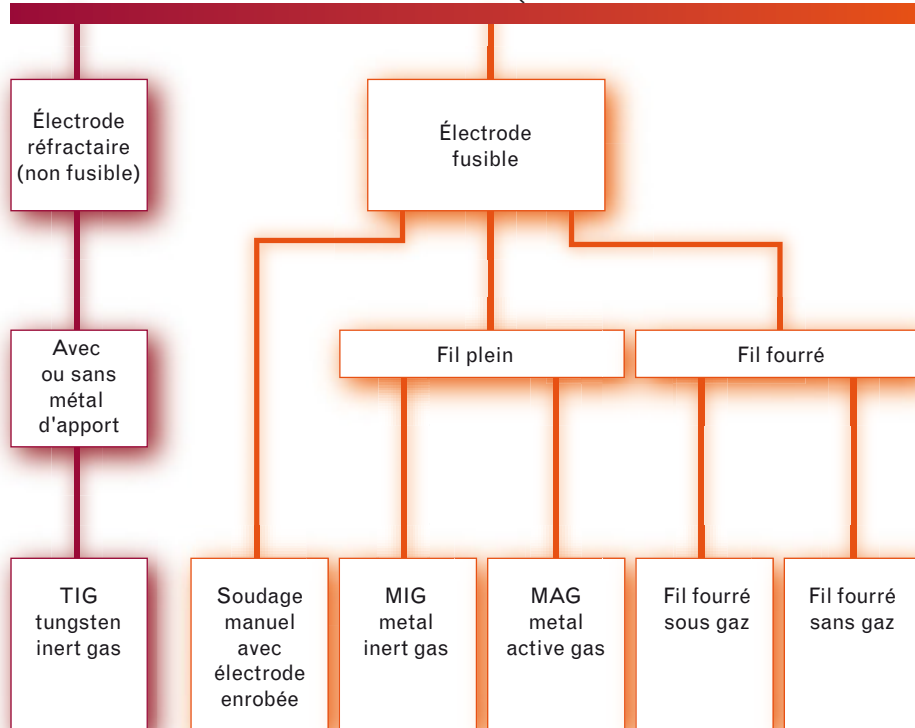 Électrode
réfractaire
(non fusible)
Électrode
fusible
Avec
ou sans
métal
d'apport
Fil plein
Fil fourré
TIG
tungsten
inert gas
Soudage
manuel
avec
électrode
enrobée
MIG
metal
inert gas
MAG
metal
active gas
Fil fourré
sous gaz
Fil fourré
sans gaz